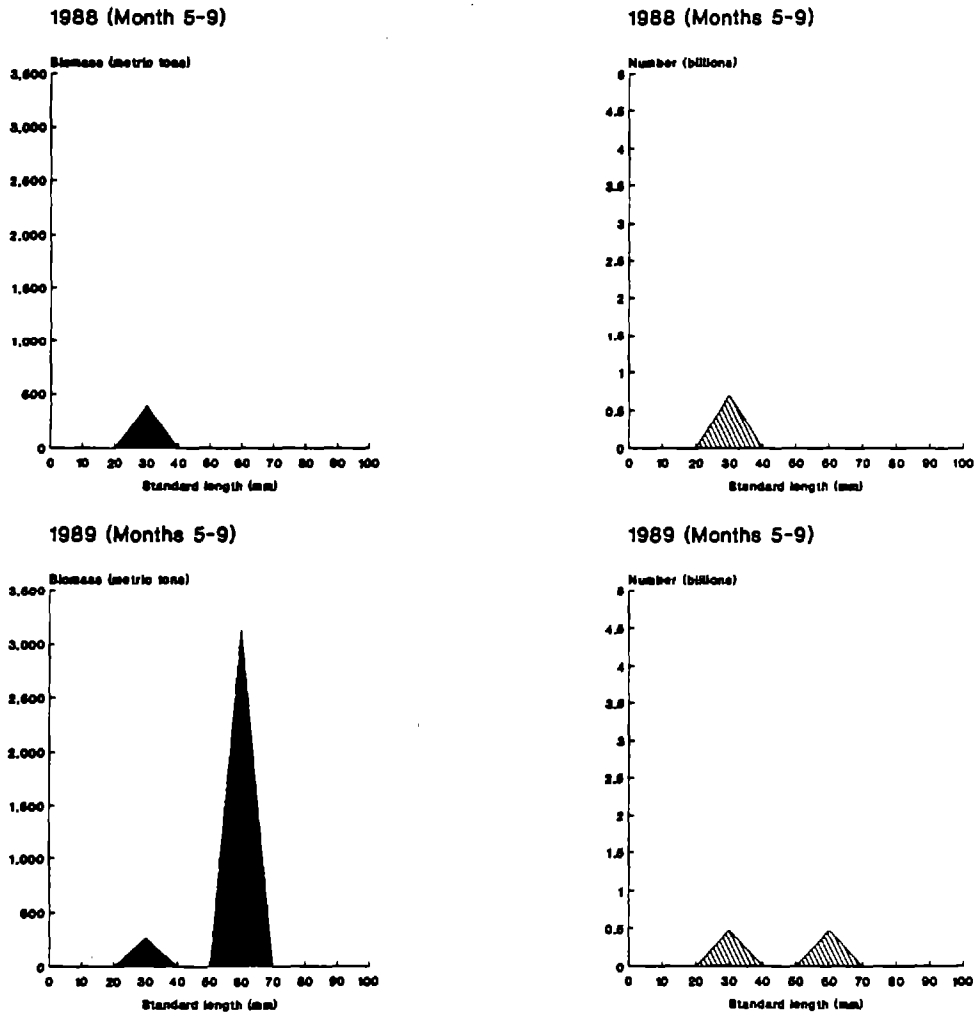 1988 (Month 5-9)
Biomass (metric tons)
3,500
3,000
2,500
2,000
1,500
1,000
500
0
0 10 20 30 40 50 60 70 80 90 100
Standard length (mm)
1988 (Months 5-9)
Number (billions)
5
4.5
4
3.5
3
2.5
2
1.5
1
0.5
0
0 10 20 30 40 50 60 70 80 90 100
Standard length (mm)
1989 (Months 5-9)
Biomass (metric tons)
3,500
3,000
2,500
2,000
1,500
1,000
500
0
0 10 20 30 40 50 60 70 80 90 100
Standard length (mm)
1989 (Months 5-9)
Number (billions)
5
4.5
4
3.5
3
2.5
2
1.5
1
0.5
0
0 10 20 30 40 50 60 70 80 90 100
Standard length (mm)